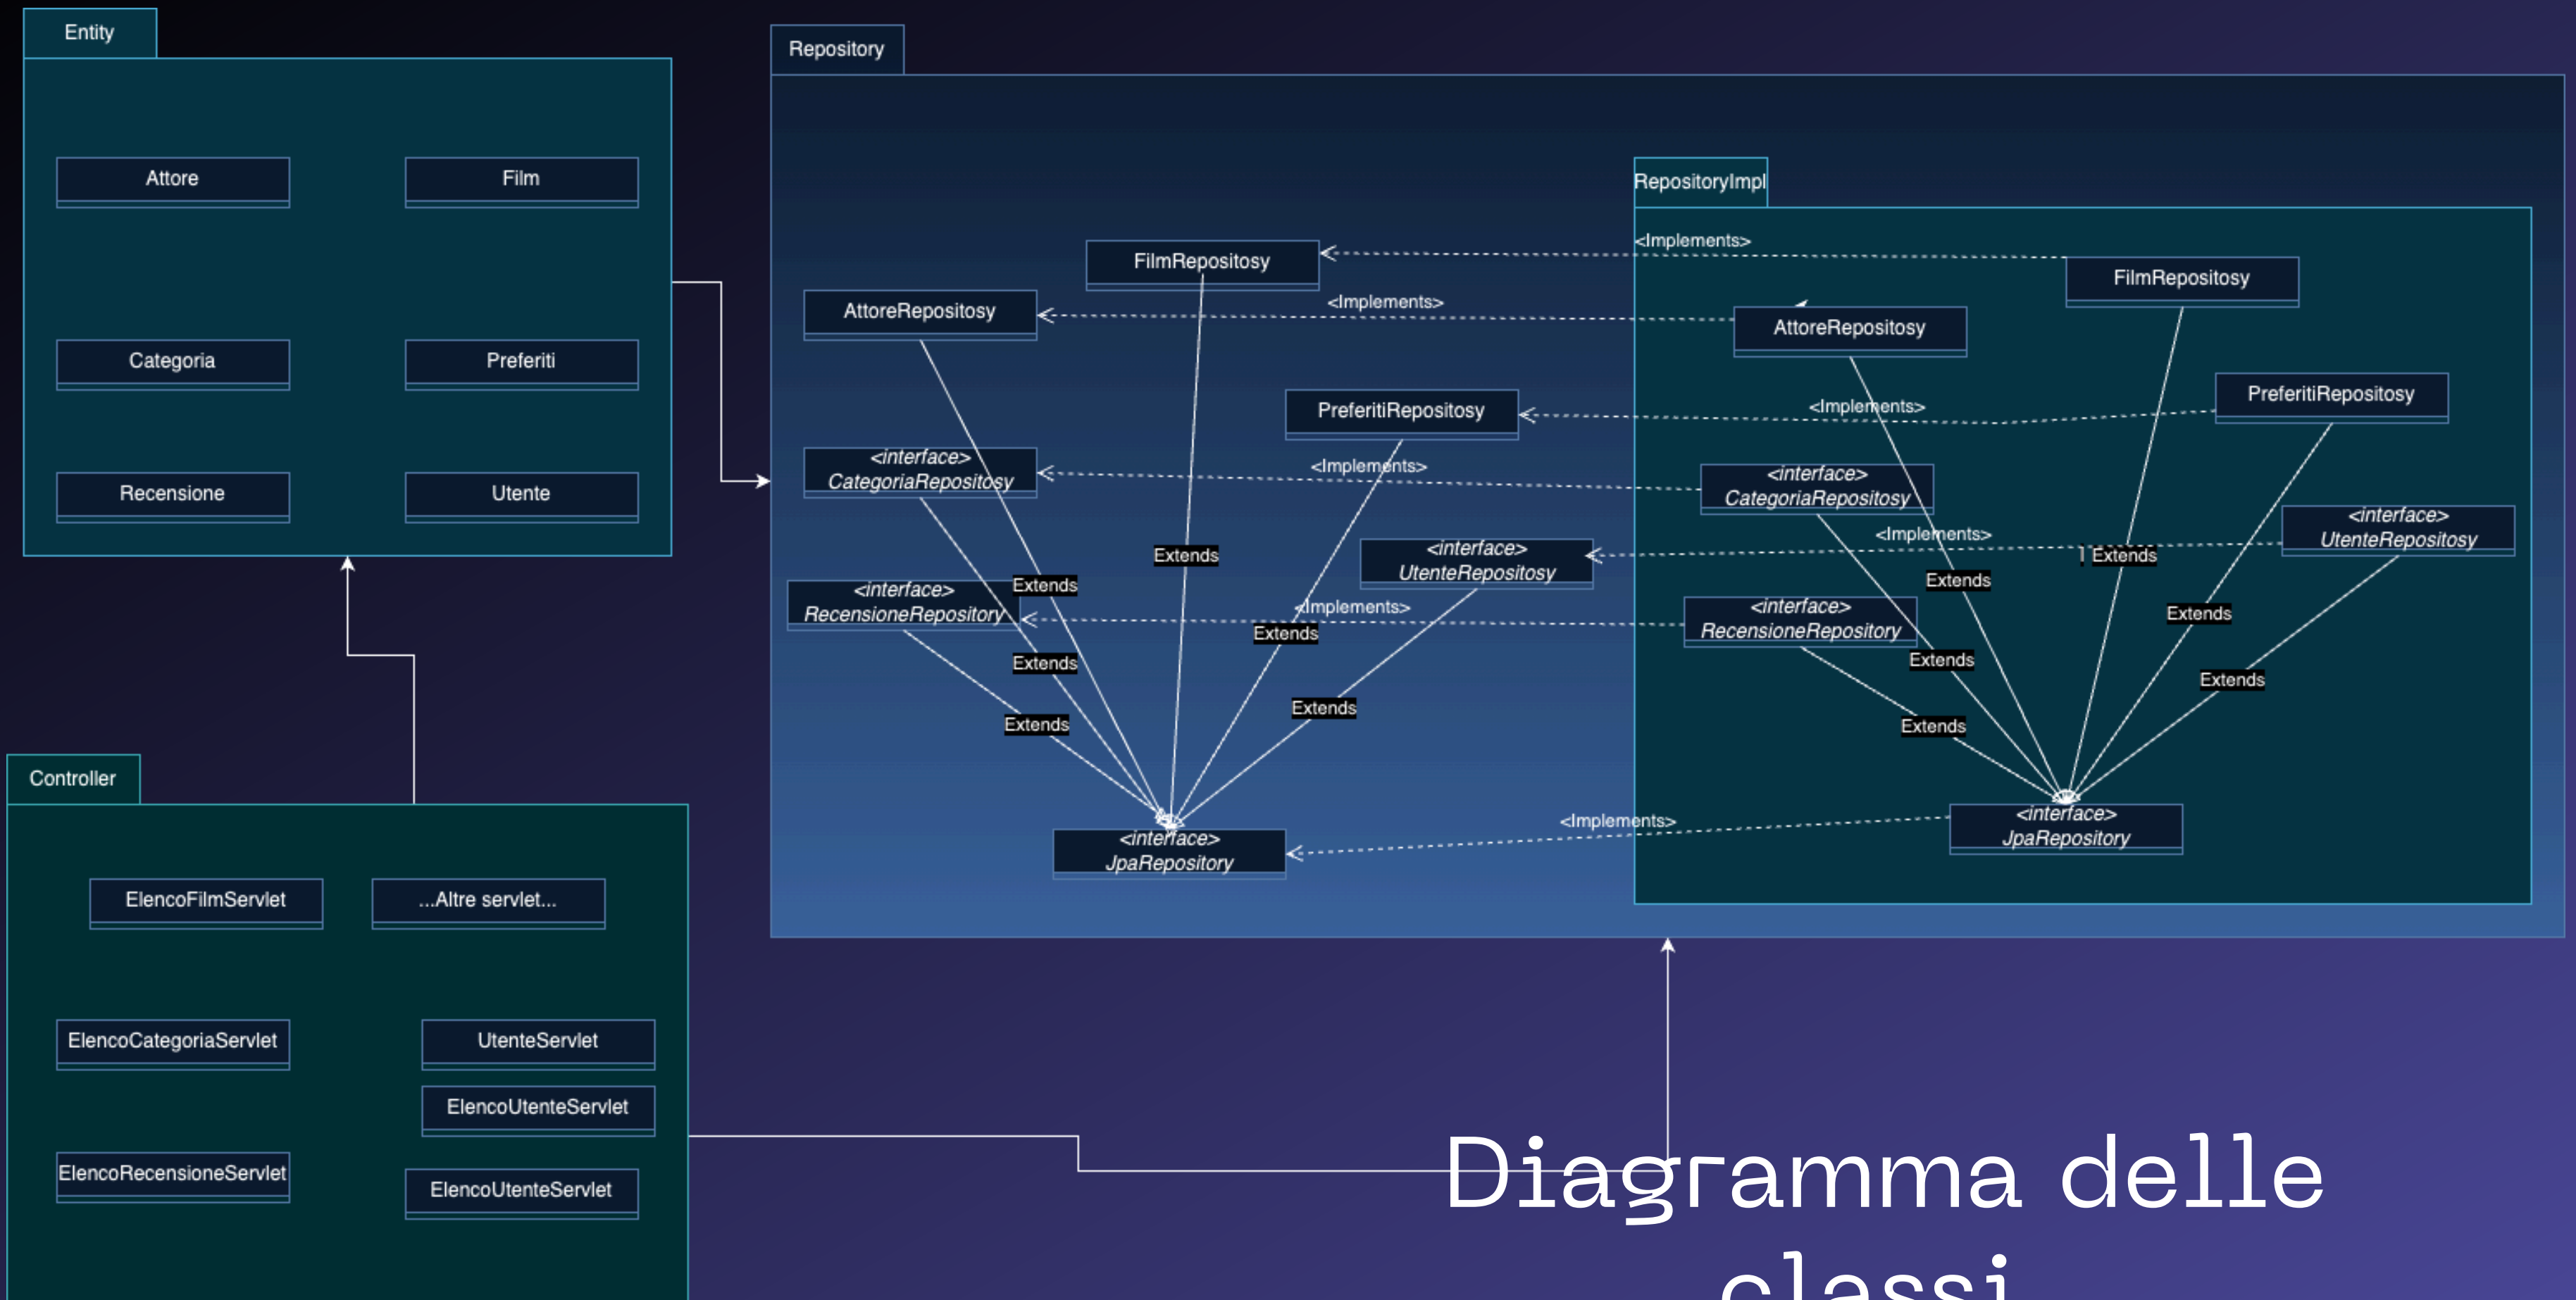 Entity
Attore
Film
Categoria
Preferiti
Recensione
Utente
Repository
FilmRepositosy
AttoreRepositosy
PreferitiRepositosy
<interface>
CategoriaRepositosy
<interface>
UtenteRepositosy
<interface>
RecensioneRepository
Extends
Extends
Extends
Extends
Extends
Extends
<interface>
JpaRepository
<Implements>
<Implements>
<Implements>
<Implements>
<Implements>
<Implements>
<Implements>
RepositoryImpl
FilmRepositosy
AttoreRepositosy
PreferitiRepositosy
<interface>
CategoriaRepositosy
<interface>
UtenteRepositosy
<interface>
RecensioneRepository
Extends
Extends
Extends
Extends
Extends
Extends
<interface>
JpaRepository
Controller
ElencoFilmServlet
...Altre servlet...
ElencoCategoriaServlet
UtenteServlet
ElencoUtenteServlet
ElencoRecensioneServlet
ElencoUtenteServlet
Diagramma delle
classi